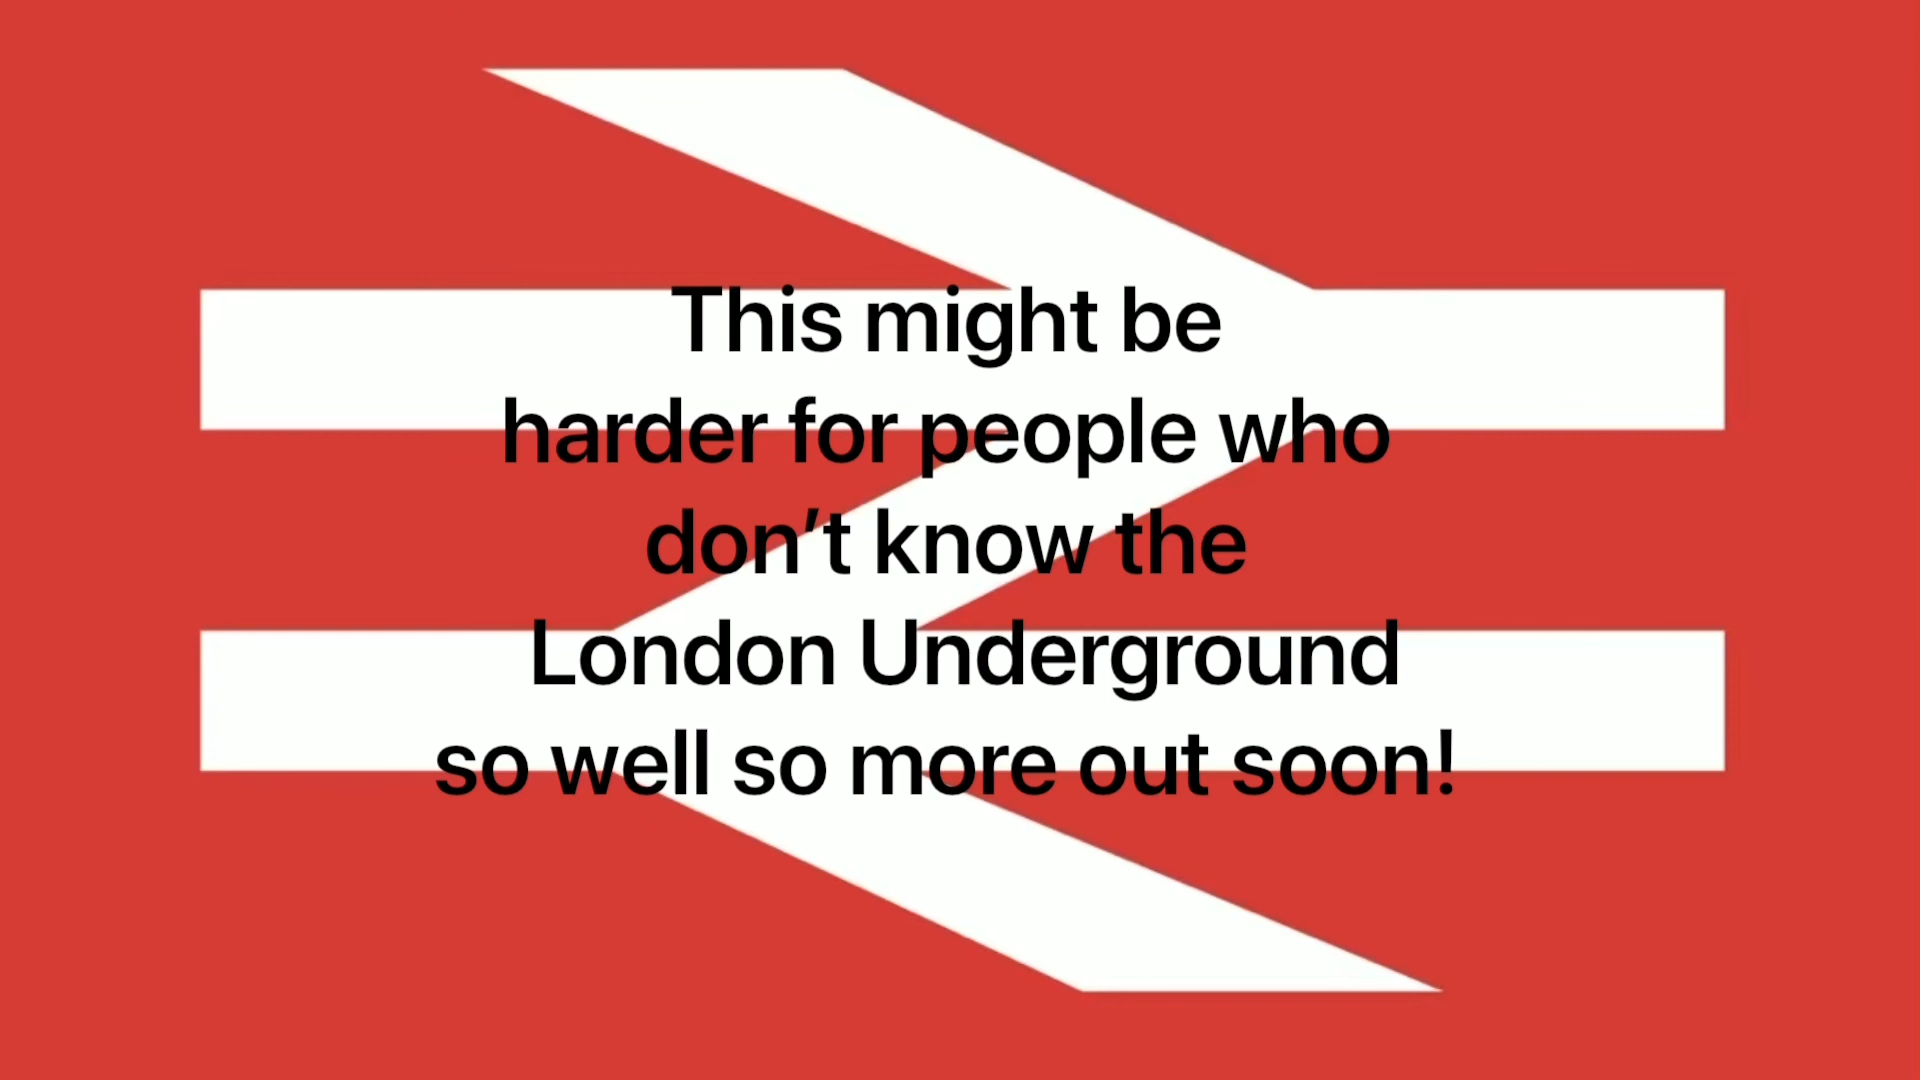 This might be
harder for people who
don’t know the
London Underground
so well so more out soon!